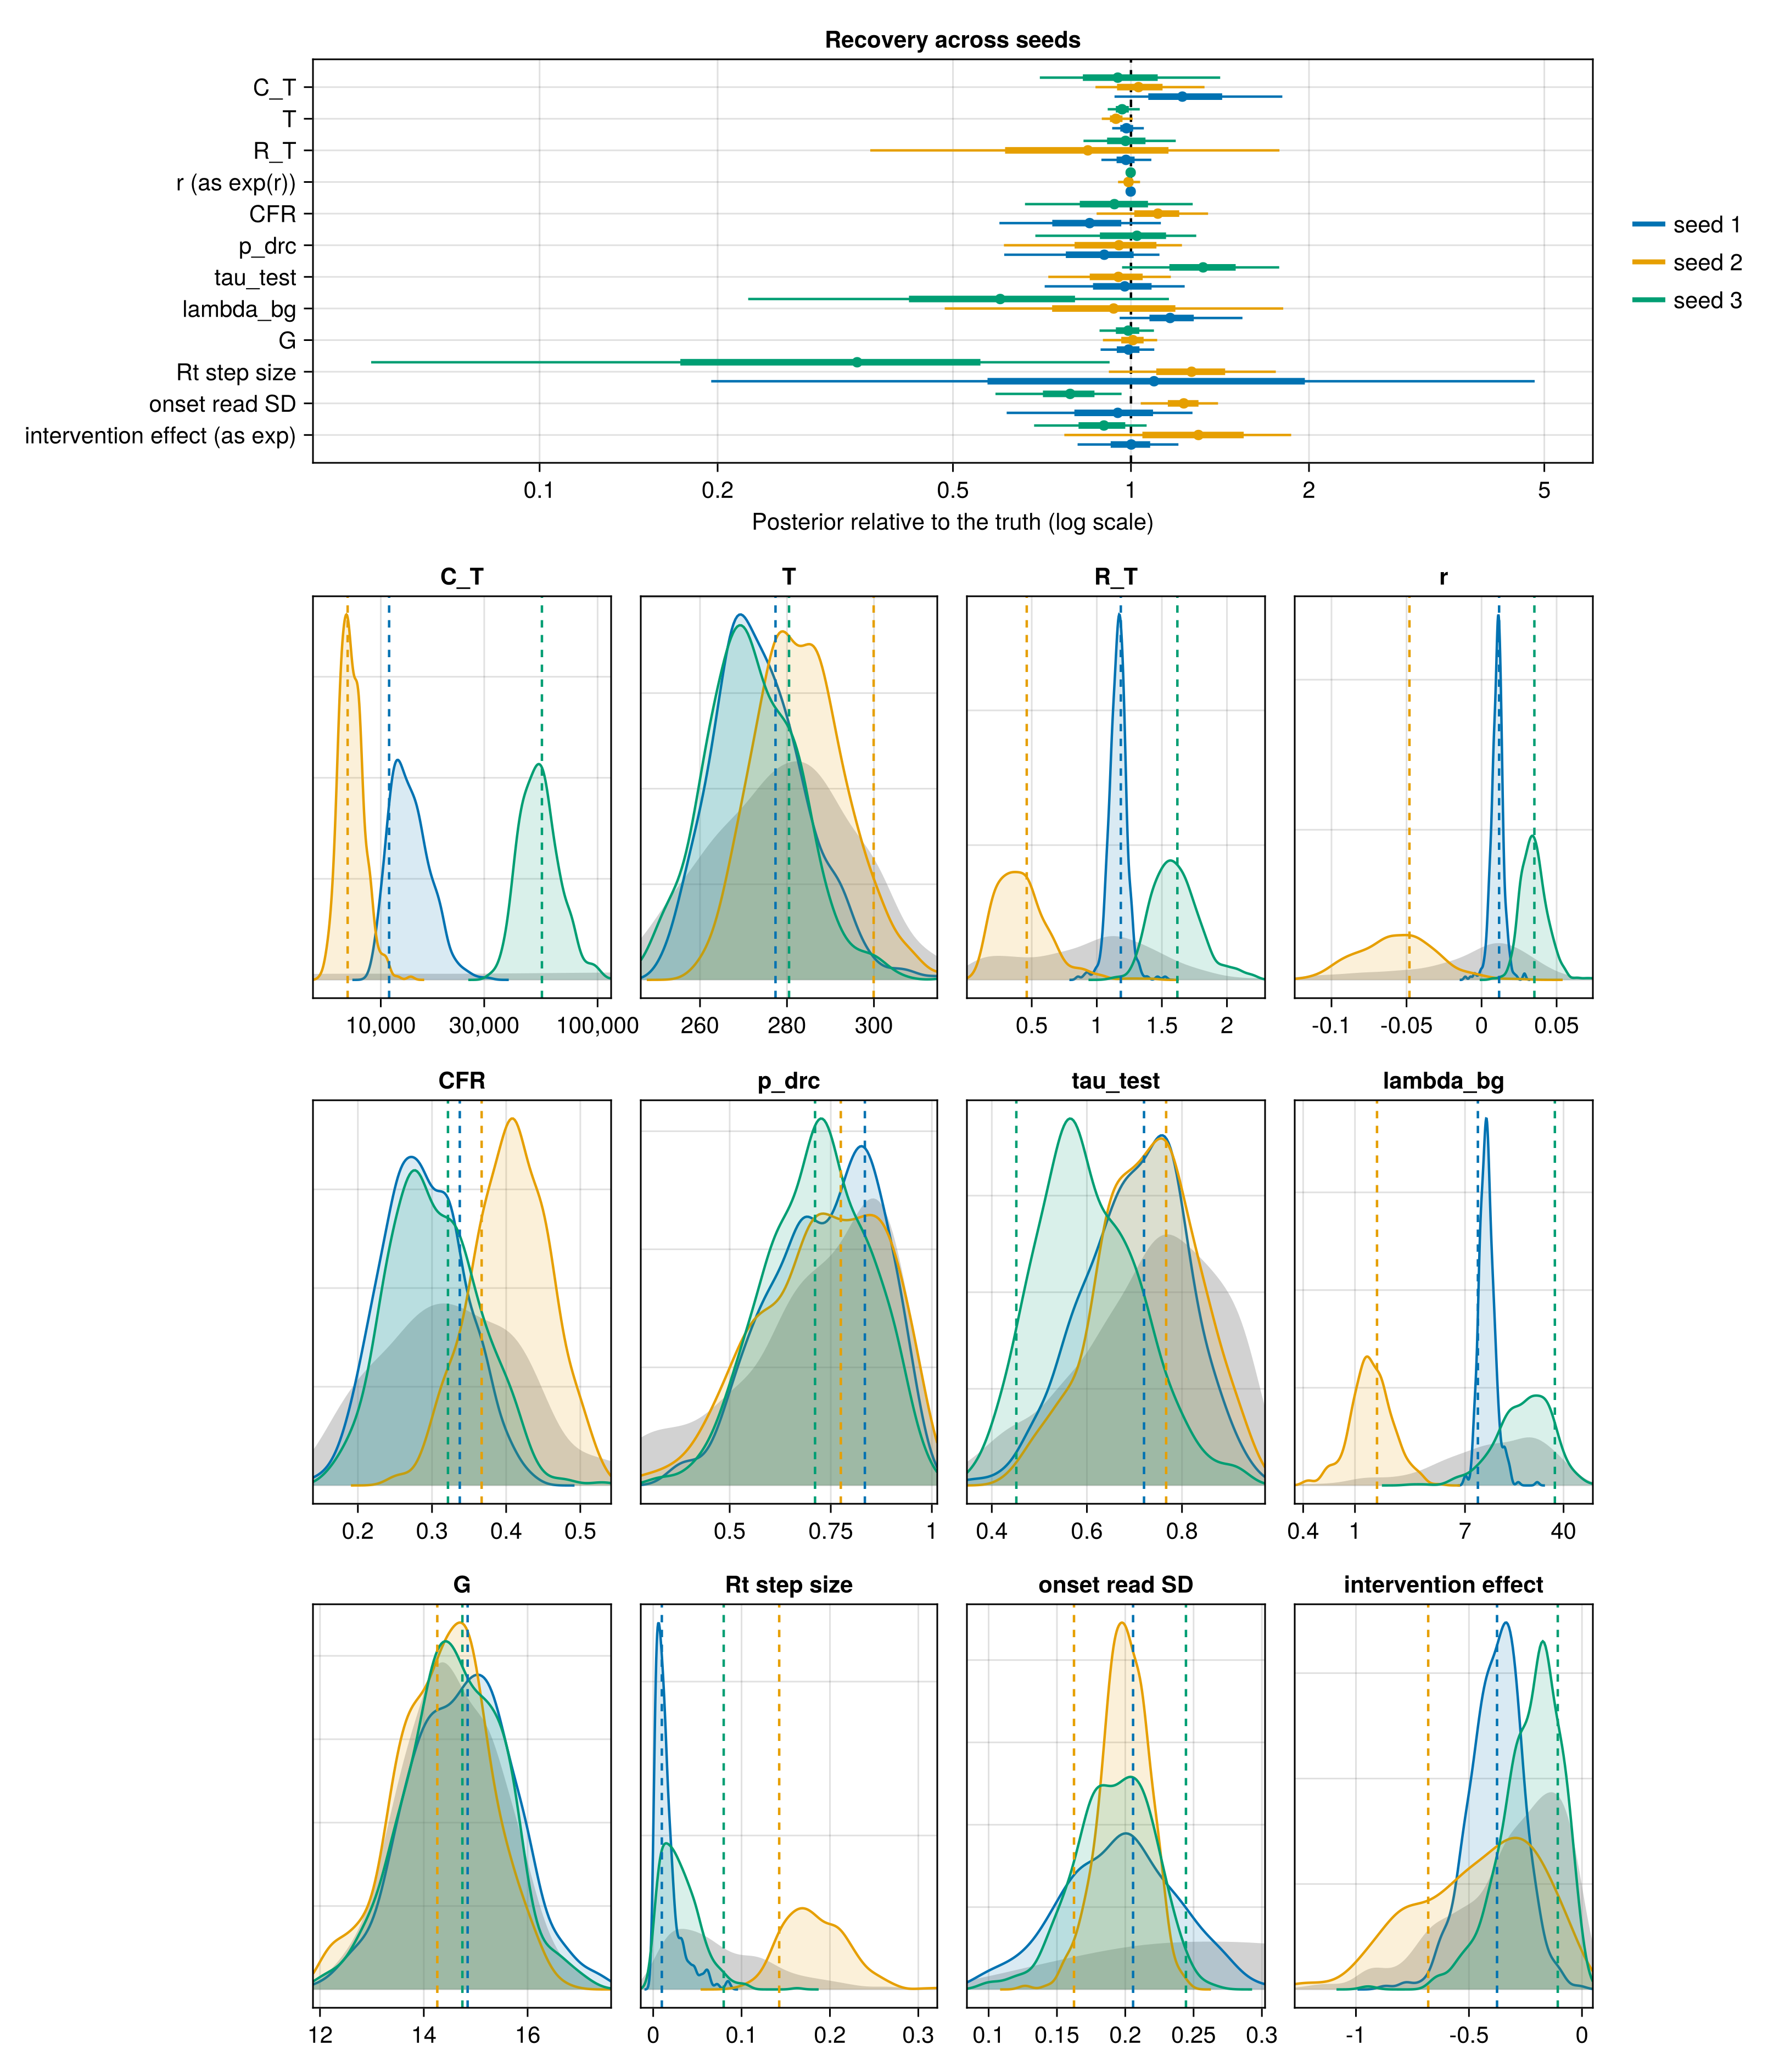 Recovery across seeds
C_T
T
R_T
r (as exp(r))
CFR
p_drc
tau_test
lambda_bg
G
Rt step size
onset read SD
intervention effect (as exp)
0.1 0.2 0.5 1 2 5
Posterior relative to the truth (log scale)
seed 1
seed 2
seed 3
C_T T R_T r
10,000 30,000 100,000 260 280 300 0.5 1 1.5 2 -0.1 -0.05 0 0.05
CFR p_drc tau_test lambda_bg
0.2 0.3 0.4 0.5 0.5 0.75 1 0.4 0.6 0.8 0.4 1 7 40
G Rt step size onset read SD intervention effect
12 14 16 0 0.1 0.2 0.3 0.1 0.15 0.2 0.25 0.3 -1 -0.5 0